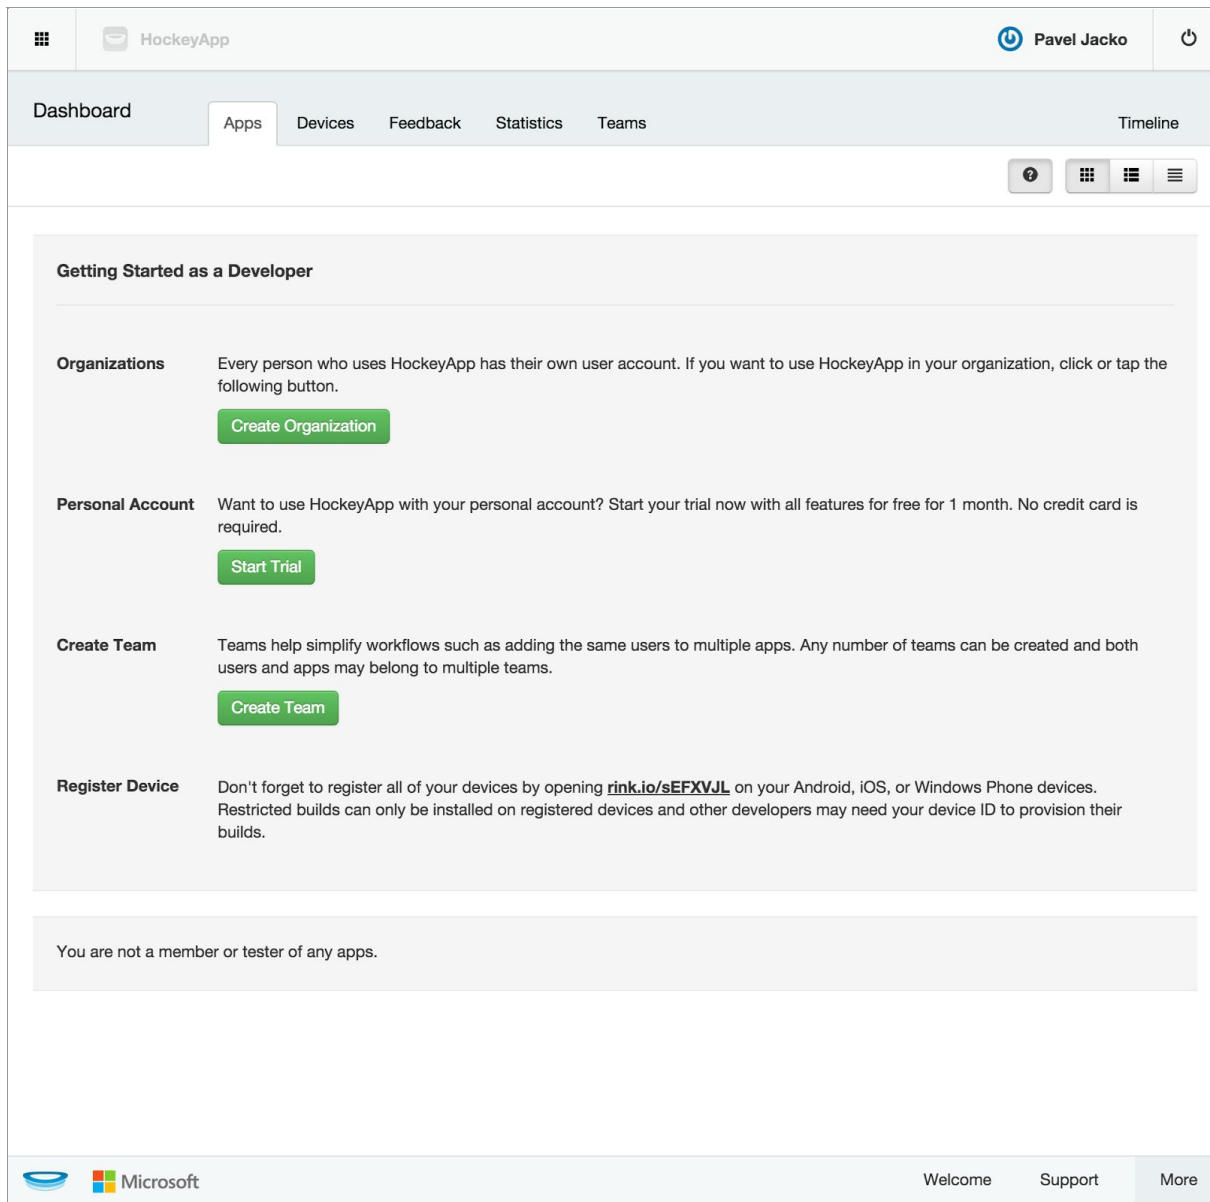 HockeyApp
Pavel Jacko
Dashboard
Apps
Devices
Feedback
Statistics
Teams
Timeline
Getting Started as a Developer
Organizations
Every person who uses HockeyApp has their own user account. If you want to use HockeyApp in your organization, click or tap the
following button.
Create Organization
Personal Account
Want to use HockeyApp with your personal account? Start your trial now with all features for free for 1 month. No credit card is
required.
Start Trial
Create Team
Teams help simplify workflows such as adding the same users to multiple apps. Any number of teams can be created and both
users and apps may belong to multiple teams.
Create Team
Register Device
Don't forget to register all of your devices by opening rink.io/sEFXVJL on your Android, iOS, or Windows Phone devices.
Restricted builds can only be installed on registered devices and other developers may need your device ID to provision their
builds.
You are not a member or tester of any apps.
Microsoft
Welcome
Support
More